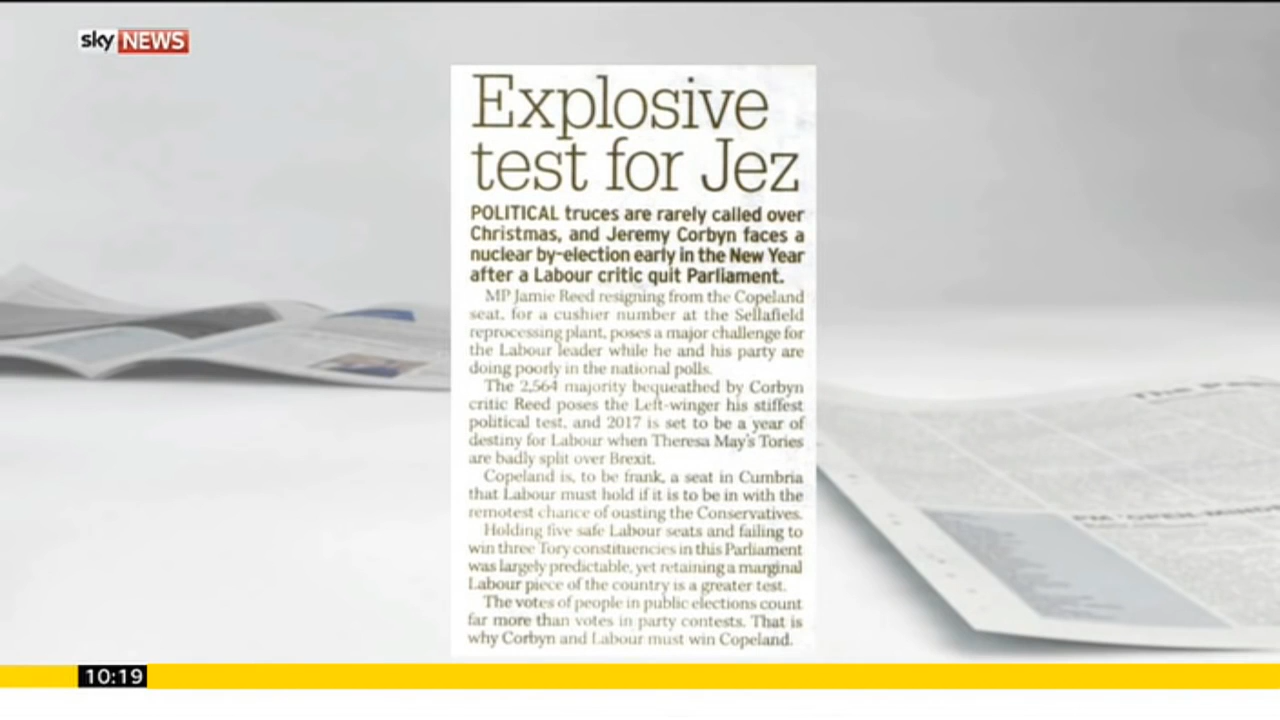 sky NEWS
Explosive
test for Jez
POLITICAL truces are rarely called over
Christmas, and Jeremy Corbyn faces a
nuclear by-election early in the New Year
after a Labour critic quit Parliament.
MP Jamie Reed resigning from the Copeland
seat, for a cushier number at the Sellafield
reprocessing plant, poses a major challenge for
the Labour leader while he and his party are
doing poorly in the national polls.
The 2,564 majority bequeathed by Corbyn
critic Reed poses the Left-winger his stiffest
political test, and 2017 is set to be a year of
destiny for Labour when Theresa May's Tories
are badly split over Brexit.
Copeland is, to be frank, a seat in Cumbria
that Labour must hold if it is to be in with the
remotest chance of ousting the Conservatives.
Holding five safe Labour seats and failing to
win three Tory constituencies in this Parliament
was largely predictable, yet retaining a marginal
Labour piece of the country is a greater test.
The votes of people in public elections count
far more than votes in party contests. That is
why Corbyn and Labour must win Copeland.
10:19